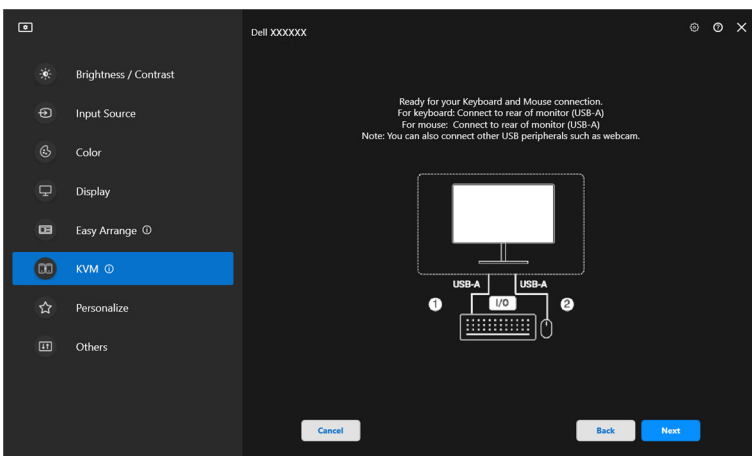 Dell XXXXXX
Brightness / Contrast
Input Source
Color
Display
Easy Arrange
KVM
Personalize
Others
Ready for your Keyboard and Mouse connection.
For keyboard: Connect to rear of monitor (USB-A)
For mouse: Connect to rear of monitor (USB-A)
Note: You can also connect other USB peripherals such as webcam.
USB-A USB-A
1 I/O 2
Cancel Back Next